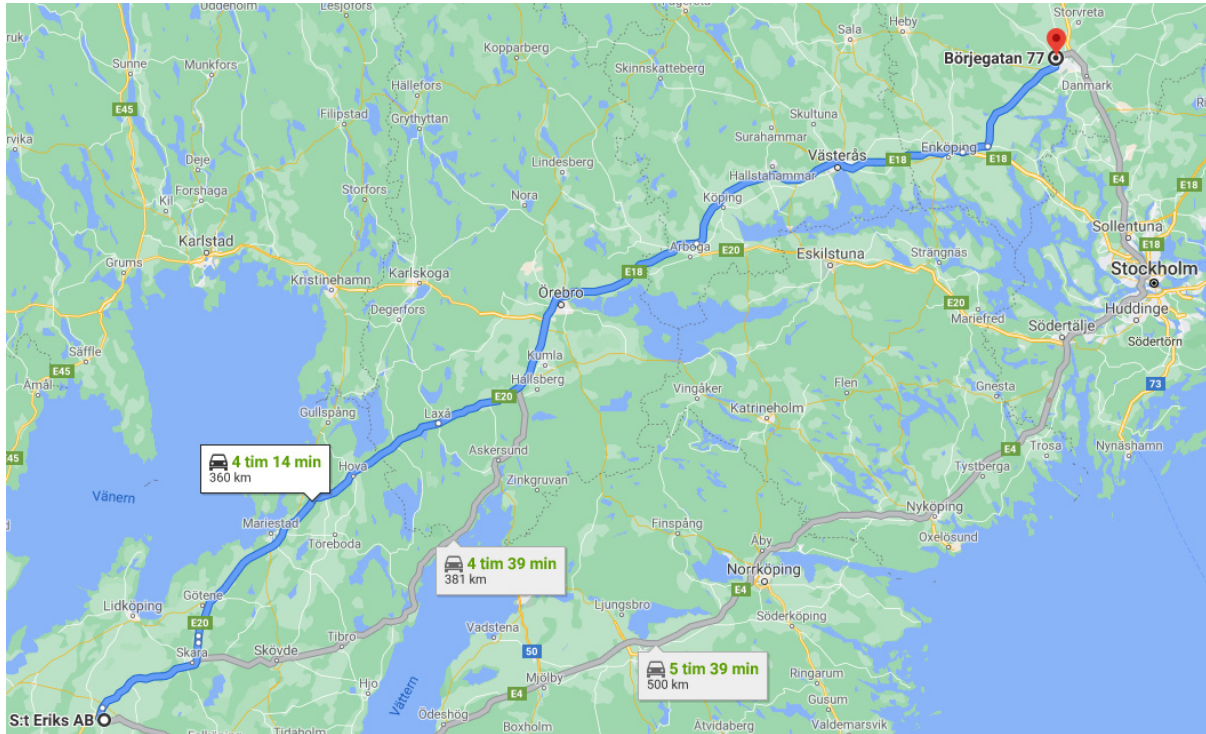 Uddeholm
Lesjöfors
Storvreta
Heby
Sala
Kopparberg
Börjegatan 77
Sunne
Munkfors
Skinnskatteberg
Danmark
Hällefors
E45
Filipstad
Grythyttan
Skultuna
Surahammar
Deje
Lindesberg
Västerås
Enköping
E18
E18
Hallstahammar
E4
E18
Forshaga
Storfors
Nora
Köping
Kil
Sollentuna
Karlstad
Arboga
E20
Strängnäs
E18
Grums
Karlskoga
E18
Eskilstuna
Stockholm
Kristinehamn
Örebro
E20
Huddinge
Degerfors
Mariefred
Södertälje
Säffle
Kumla
Södertörn
E45
Åmål
Hallsberg
Vingåker
Flen
Gnesta
73
E20
Gullspång
Laxå
Katrineholm
E4
Trosa
Nynäshamn
Askersund
45
4 tim 14 min
360 km
Hova
Tystberga
Zinkgruvan
Vänern
Nyköping
Mariestad
Töreboda
Finspång
Oxelösund
Åby
4 tim 39 min
381 km
Norrköping
E4
Götene
Lidköping
Ljungsbro
Söderköping
E20
Vadstena
Tibro
Skara
Skövde
50
5 tim 39 min
500 km
Ringarum
Mjölby
Hjo
Vättern
E4
Gusum
S:t Eriks AB
Ödeshög
Boxholm
Åtvidaberg
Valdemarsvik
Tidaholm